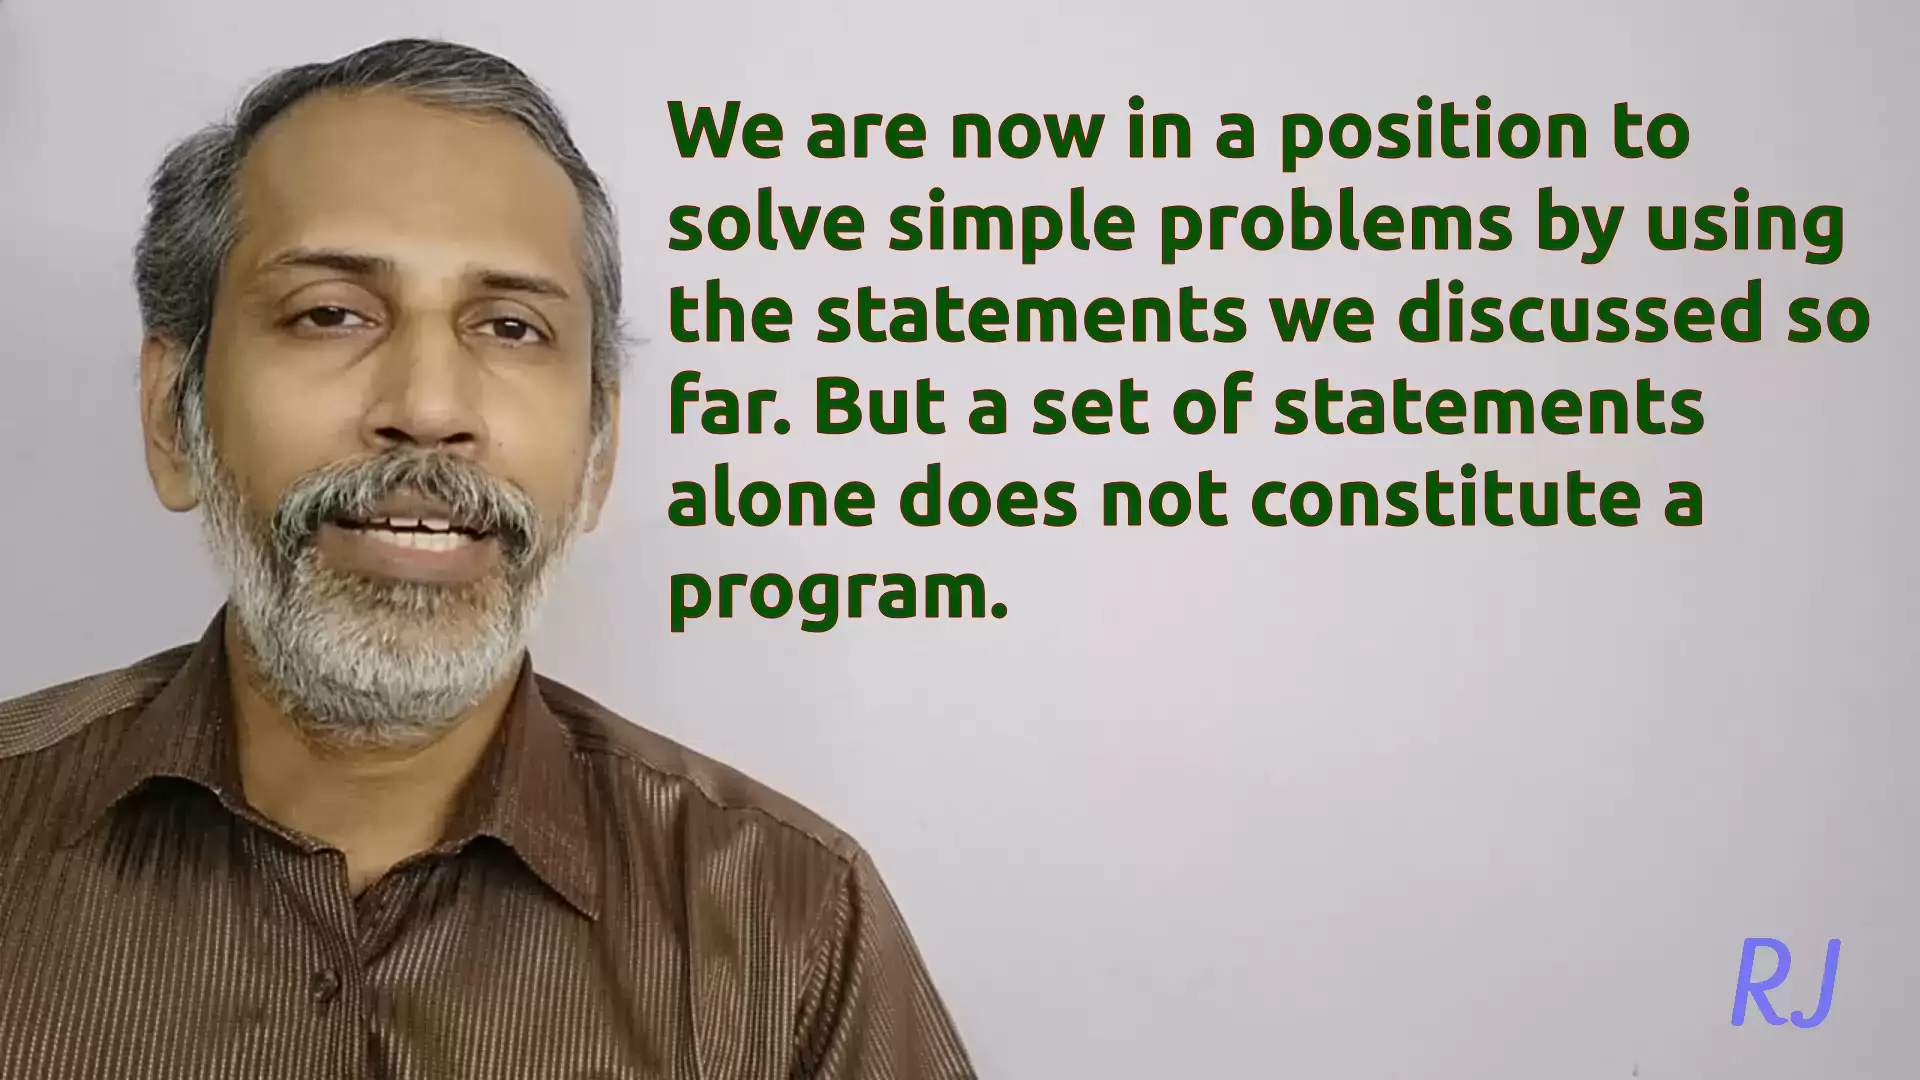 We are now in a position to
solve simple problems by using
the statements we discussed so
far. But a set of statements
alone does not constitute a
program.
RJ